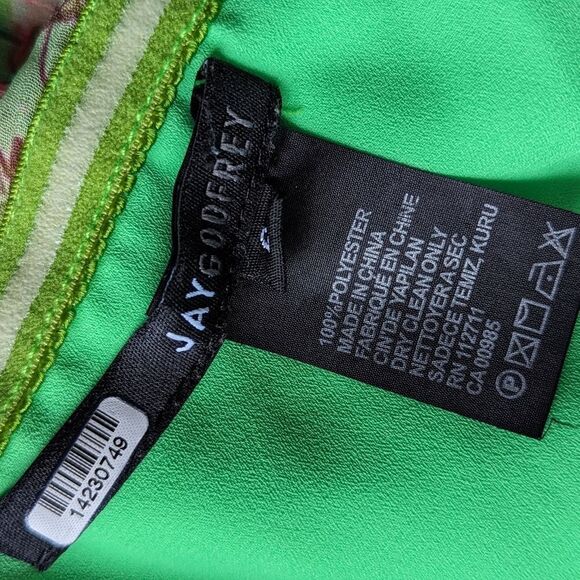 JAYGODFREY
100% POLYESTER
MADE IN CHINA
FABRIQUE EN CHINE
CIN'DE YAPILAN
DRY CLEAN ONLY
NETTOYER A SEC
SADECE TEMIZ, KURU
RN 112711
CA 00985
P
14230749